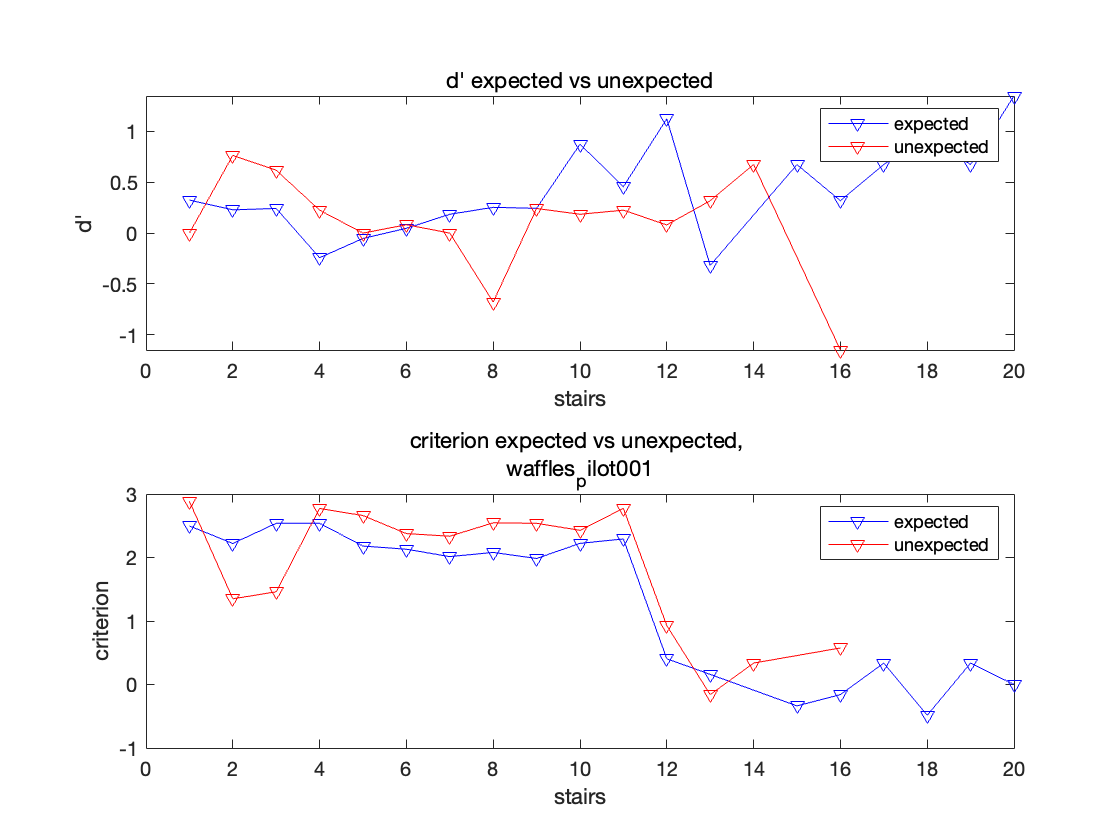 d' expected vs unexpected
expected
unexpected
d'
1
0.5
0
-0.5
-1
0 2 4 6 8 10 12 14 16 18 20
stairs
criterion expected vs unexpected,
waffles_pilot001
expected
unexpected
criterion
3
2
1
0
-1
0 2 4 6 8 10 12 14 16 18 20
stairs